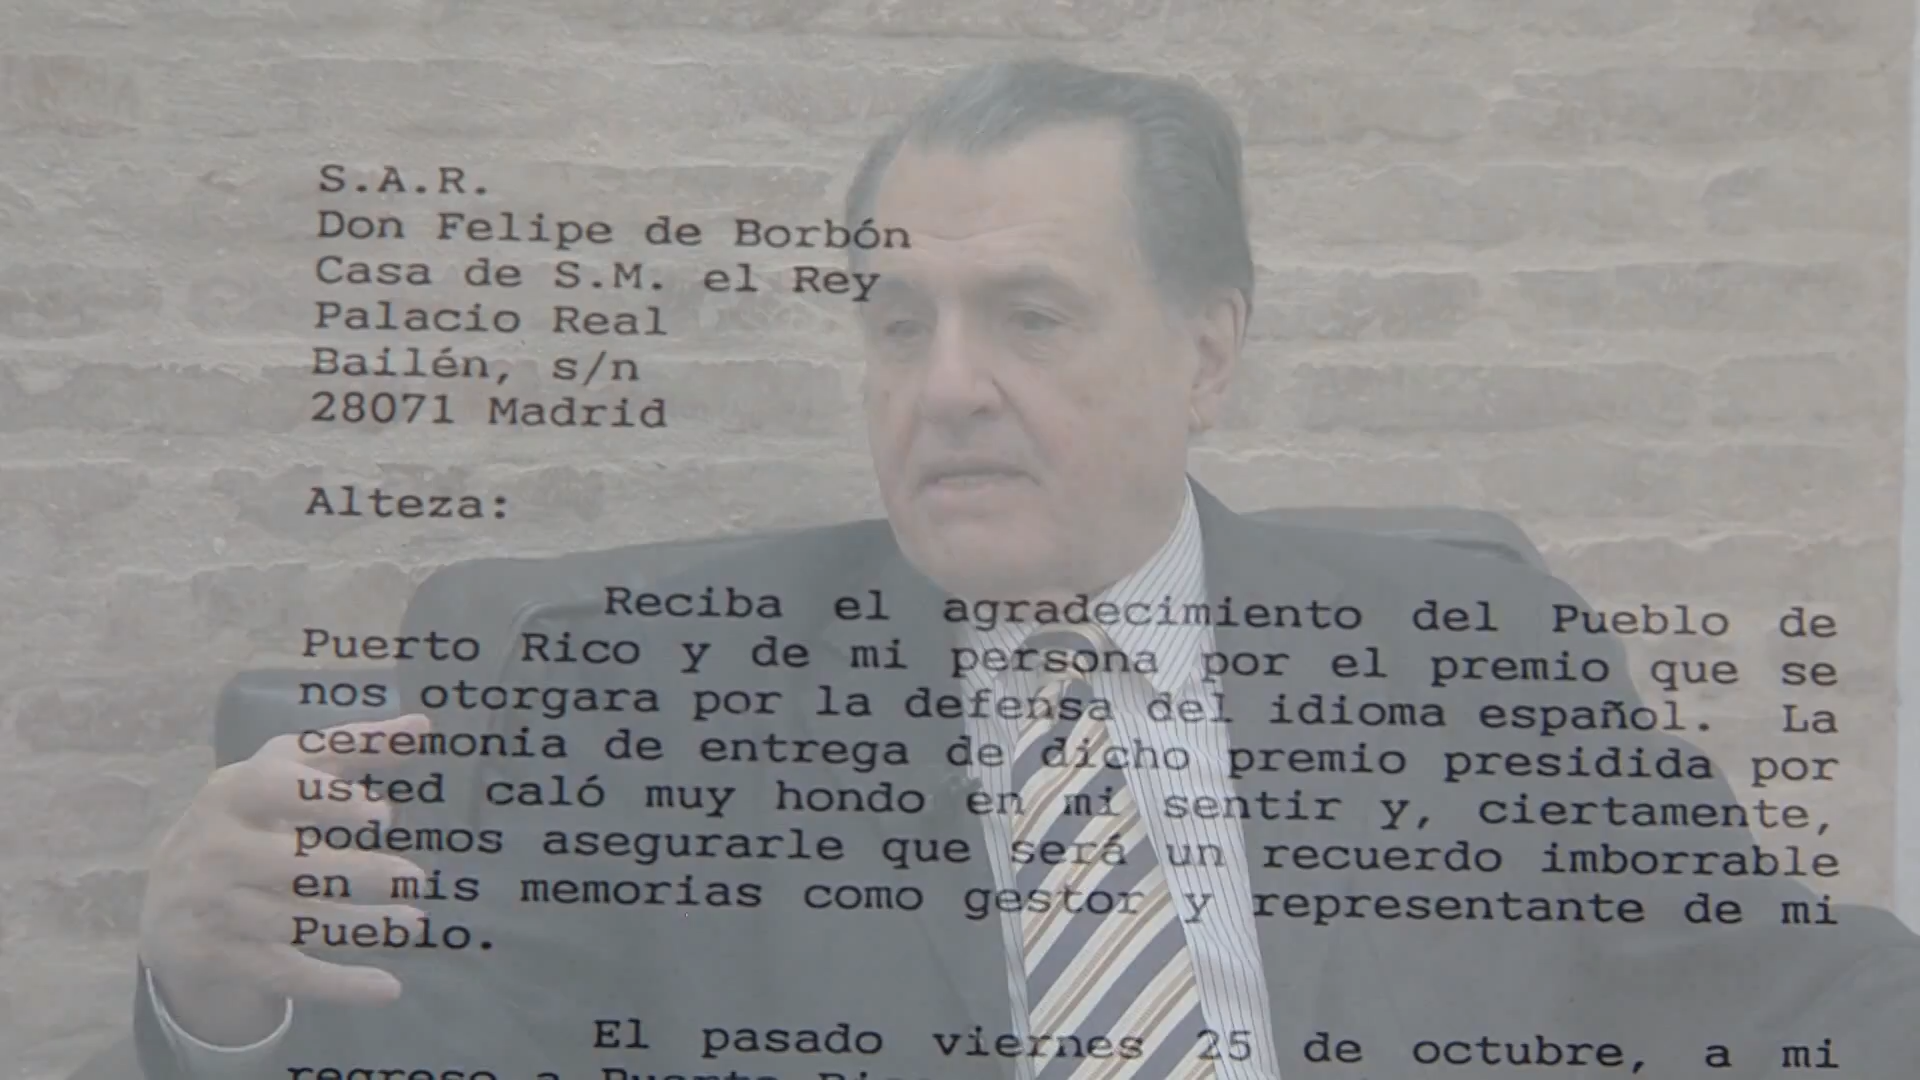 S.A.R.
Don Felipe de Borbón
Casa de S.M. el Rey
Palacio Real
Bailén, s/n
28071 Madrid
Alteza:
Reciba el agradecimiento del Pueblo de
Puerto Rico y de mi persona por el premio que se
nos otorgara por la defensa del idioma español. La
ceremonia de entrega de dicho premio presidida por
usted caló muy hondo en mi sentir y, ciertamente,
podemos asegurarle que será un recuerdo imborrable
en mis memorias como gestor y representante de mi
Pueblo.
El pasado viernes 25 de octubre, a mi
regreso a Puerto